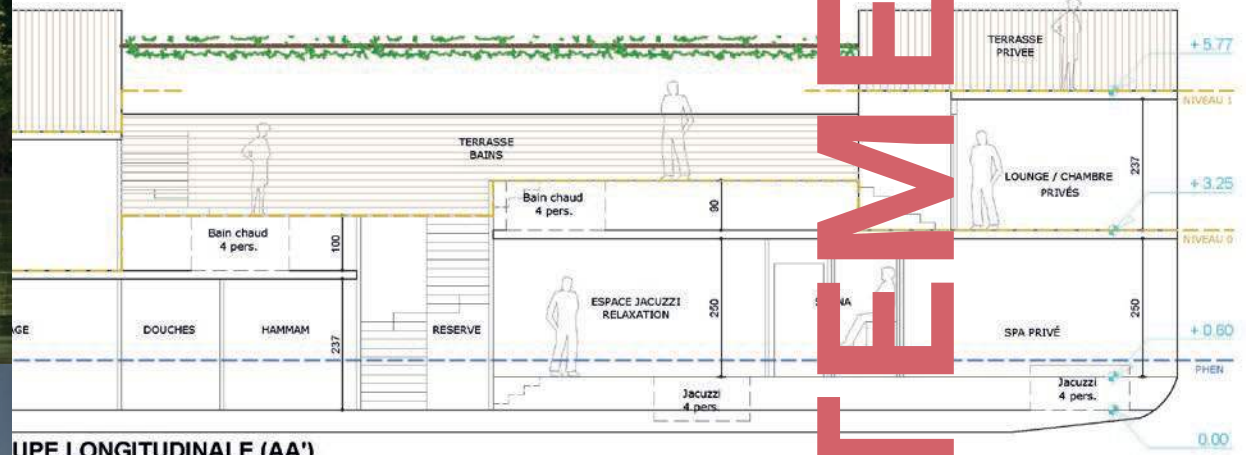 TERRASSE
PRIVEE
+ 5.77
NIVEAU 1
TERRASSE
BAINS
LOUNGE / CHAMBRE
PRIVÉS
237
+ 3.25
Bain chaud
4 pers.
90
NIVEAU 0
Bain chaud
4 pers.
100
ESPACE JACUZZI
RELAXATION
250
250
DOUCHES
HAMMAM
237
RESERVE
SPA PRIVÉ
+ 0.60
PHEN
Jacuzzi
4 pers.
Jacuzzi
4 pers.
0.00
UPE LONGITUDINALE (AA')
TEME